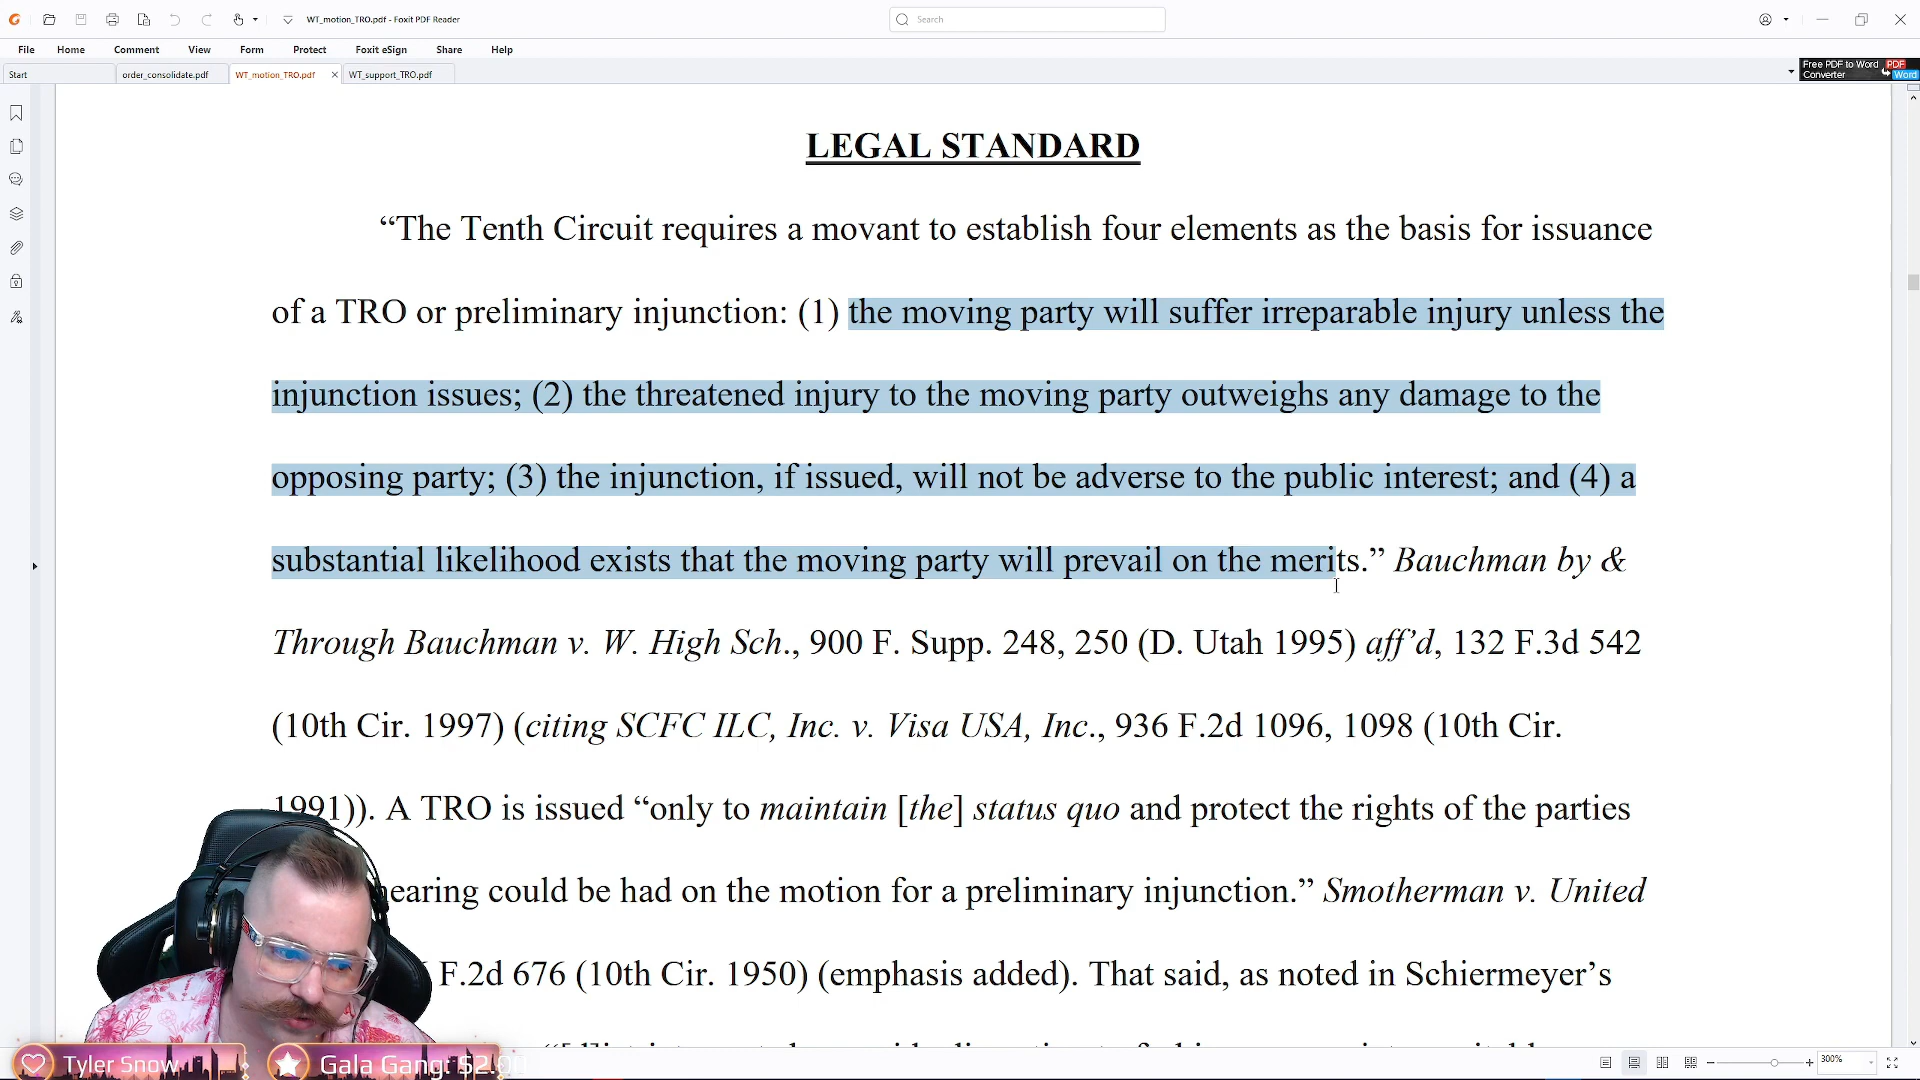 WT_motion_TRO.pdf - Foxit PDF Reader
Search
File Home Comment View Form Protect Foxit eSign Share Help
Start order_consolidate.pdf WT_motion_TRO.pdf WT_support_TRO.pdf
Free PDF to Word
Converter
PDF
Word
LEGAL STANDARD
“The Tenth Circuit requires a movant to establish four elements as the basis for issuance
of a TRO or preliminary injunction: (1) the moving party will suffer irreparable injury unless the
injunction issues; (2) the threatened injury to the moving party outweighs any damage to the
opposing party; (3) the injunction, if issued, will not be adverse to the public interest; and (4) a
substantial likelihood exists that the moving party will prevail on the merits.” Bauchman by &
Through Bauchman v. W. High Sch., 900 F. Supp. 248, 250 (D. Utah 1995) aff’d, 132 F.3d 542
(10th Cir. 1997) (citing SCFC ILC, Inc. v. Visa USA, Inc., 936 F.2d 1096, 1098 (10th Cir.
1991)). A TRO is issued “only to maintain [the] status quo and protect the rights of the parties
hearing could be had on the motion for a preliminary injunction.” Smotherman v. United
F.2d 676 (10th Cir. 1950) (emphasis added). That said, as noted in Schiermeyer’s
Tyler Snow
Gala Gang: $2.00
300%